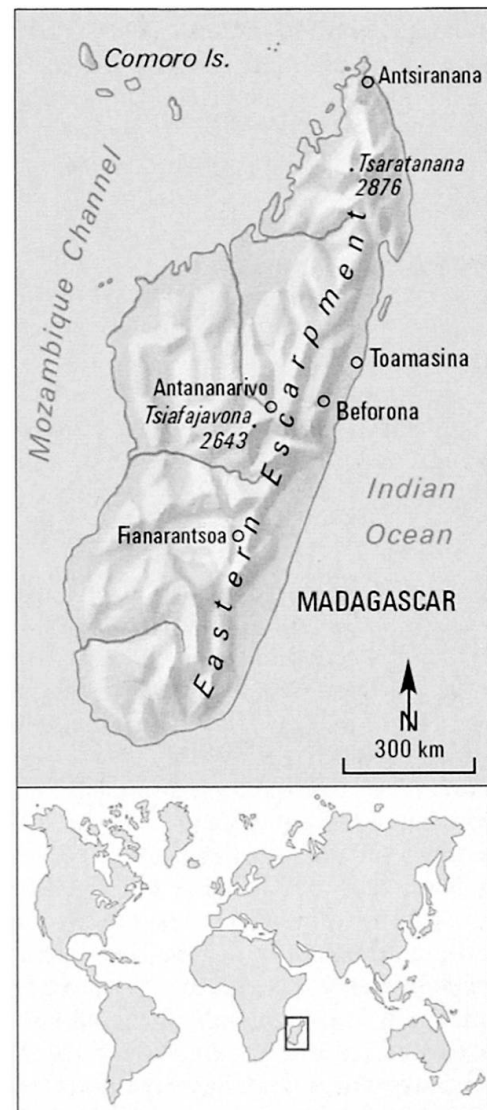 Comoro Is.
Antsiranana
Tsaratanana
2876
Mozambique Channel
Eastern Escarpment
Toamasina
Antananarivo
Tsiafajavona
2643
Beforona
Indian
Ocean
Fianarantsoa
MADAGASCAR
N
300 km